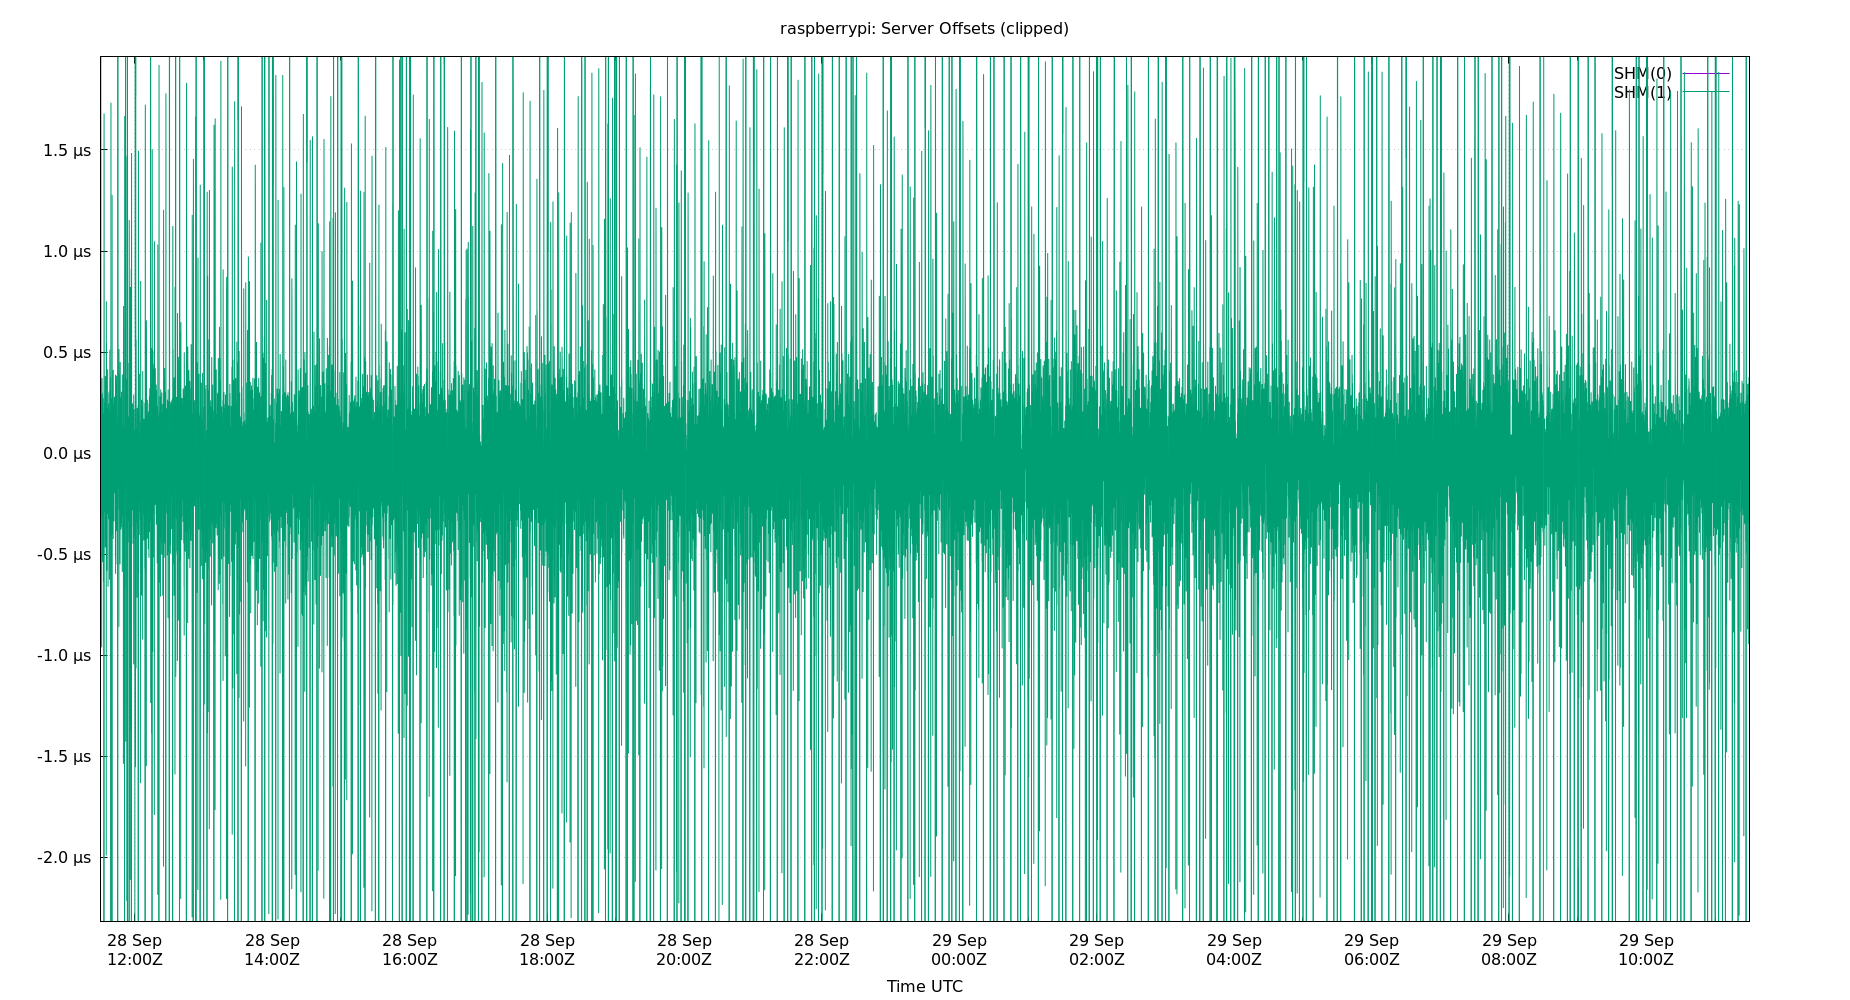 raspberrypi: Server Offsets (clipped)
SHM(0)
SHM(1)
1.5 µs
1.0 µs
0.5 µs
0.0 µs
-0.5 µs
-1.0 µs
-1.5 µs
-2.0 µs
28 Sep 28 Sep 28 Sep 28 Sep 28 Sep 28 Sep 29 Sep 29 Sep 29 Sep 29 Sep 29 Sep 29 Sep
12:00Z 14:00Z 16:00Z 18:00Z 20:00Z 22:00Z 00:00Z 02:00Z 04:00Z 06:00Z 08:00Z 10:00Z
Time UTC